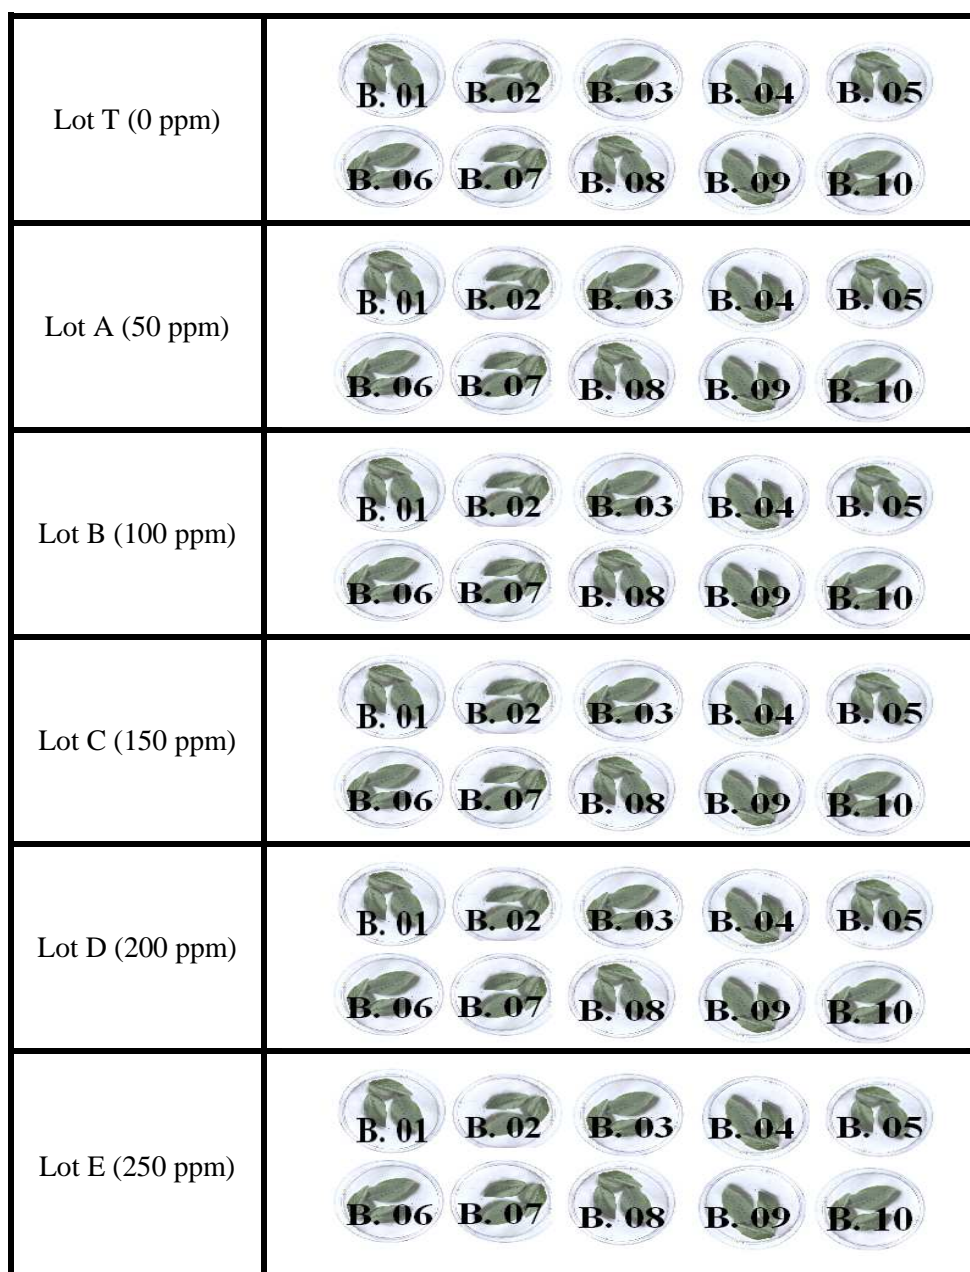 Lot T (0 ppm)
B. 01 B. 02 B. 03 B. 04 B. 05
B. 06 B. 07 B. 08 B. 09 B. 10
Lot A (50 ppm)
B. 01 B. 02 B. 03 B. 04 B. 05
B. 06 B. 07 B. 08 B. 09 B. 10
Lot B (100 ppm)
B. 01 B. 02 B. 03 B. 04 B. 05
B. 06 B. 07 B. 08 B. 09 B. 10
Lot C (150 ppm)
B. 01 B. 02 B. 03 B. 04 B. 05
B. 06 B. 07 B. 08 B. 09 B. 10
Lot D (200 ppm)
B. 01 B. 02 B. 03 B. 04 B. 05
B. 06 B. 07 B. 08 B. 09 B. 10
Lot E (250 ppm)
B. 01 B. 02 B. 03 B. 04 B. 05
B. 06 B. 07 B. 08 B. 09 B. 10